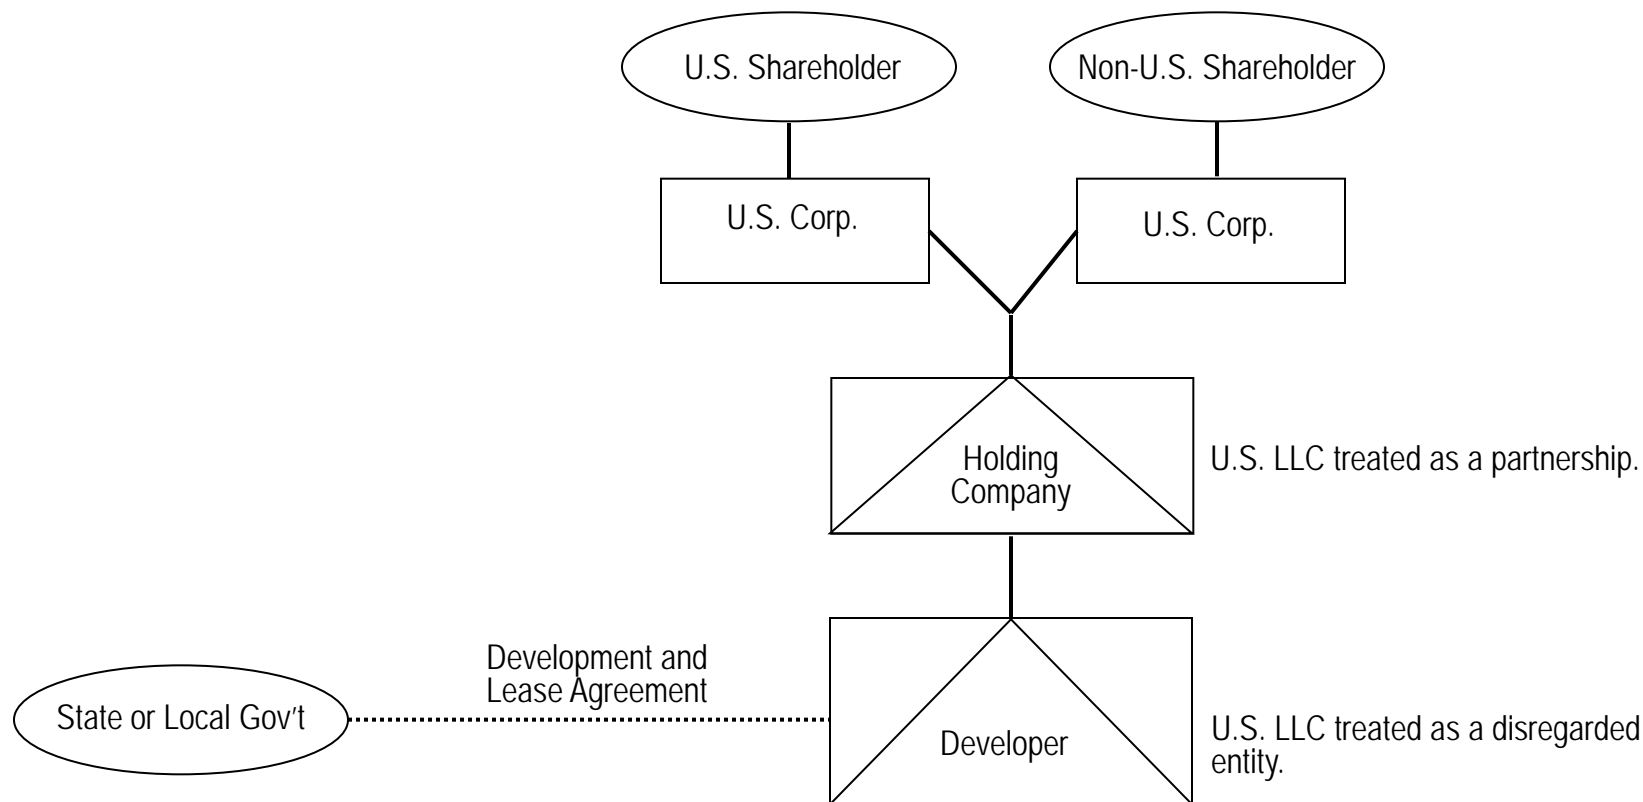 U.S. Shareholder
Non-U.S. Shareholder
U.S. Corp.
U.S. Corp.
Holding
Company
U.S. LLC treated as a partnership.
Development and
Lease Agreement
State or Local Gov't
Developer
U.S. LLC treated as a disregarded
entity.